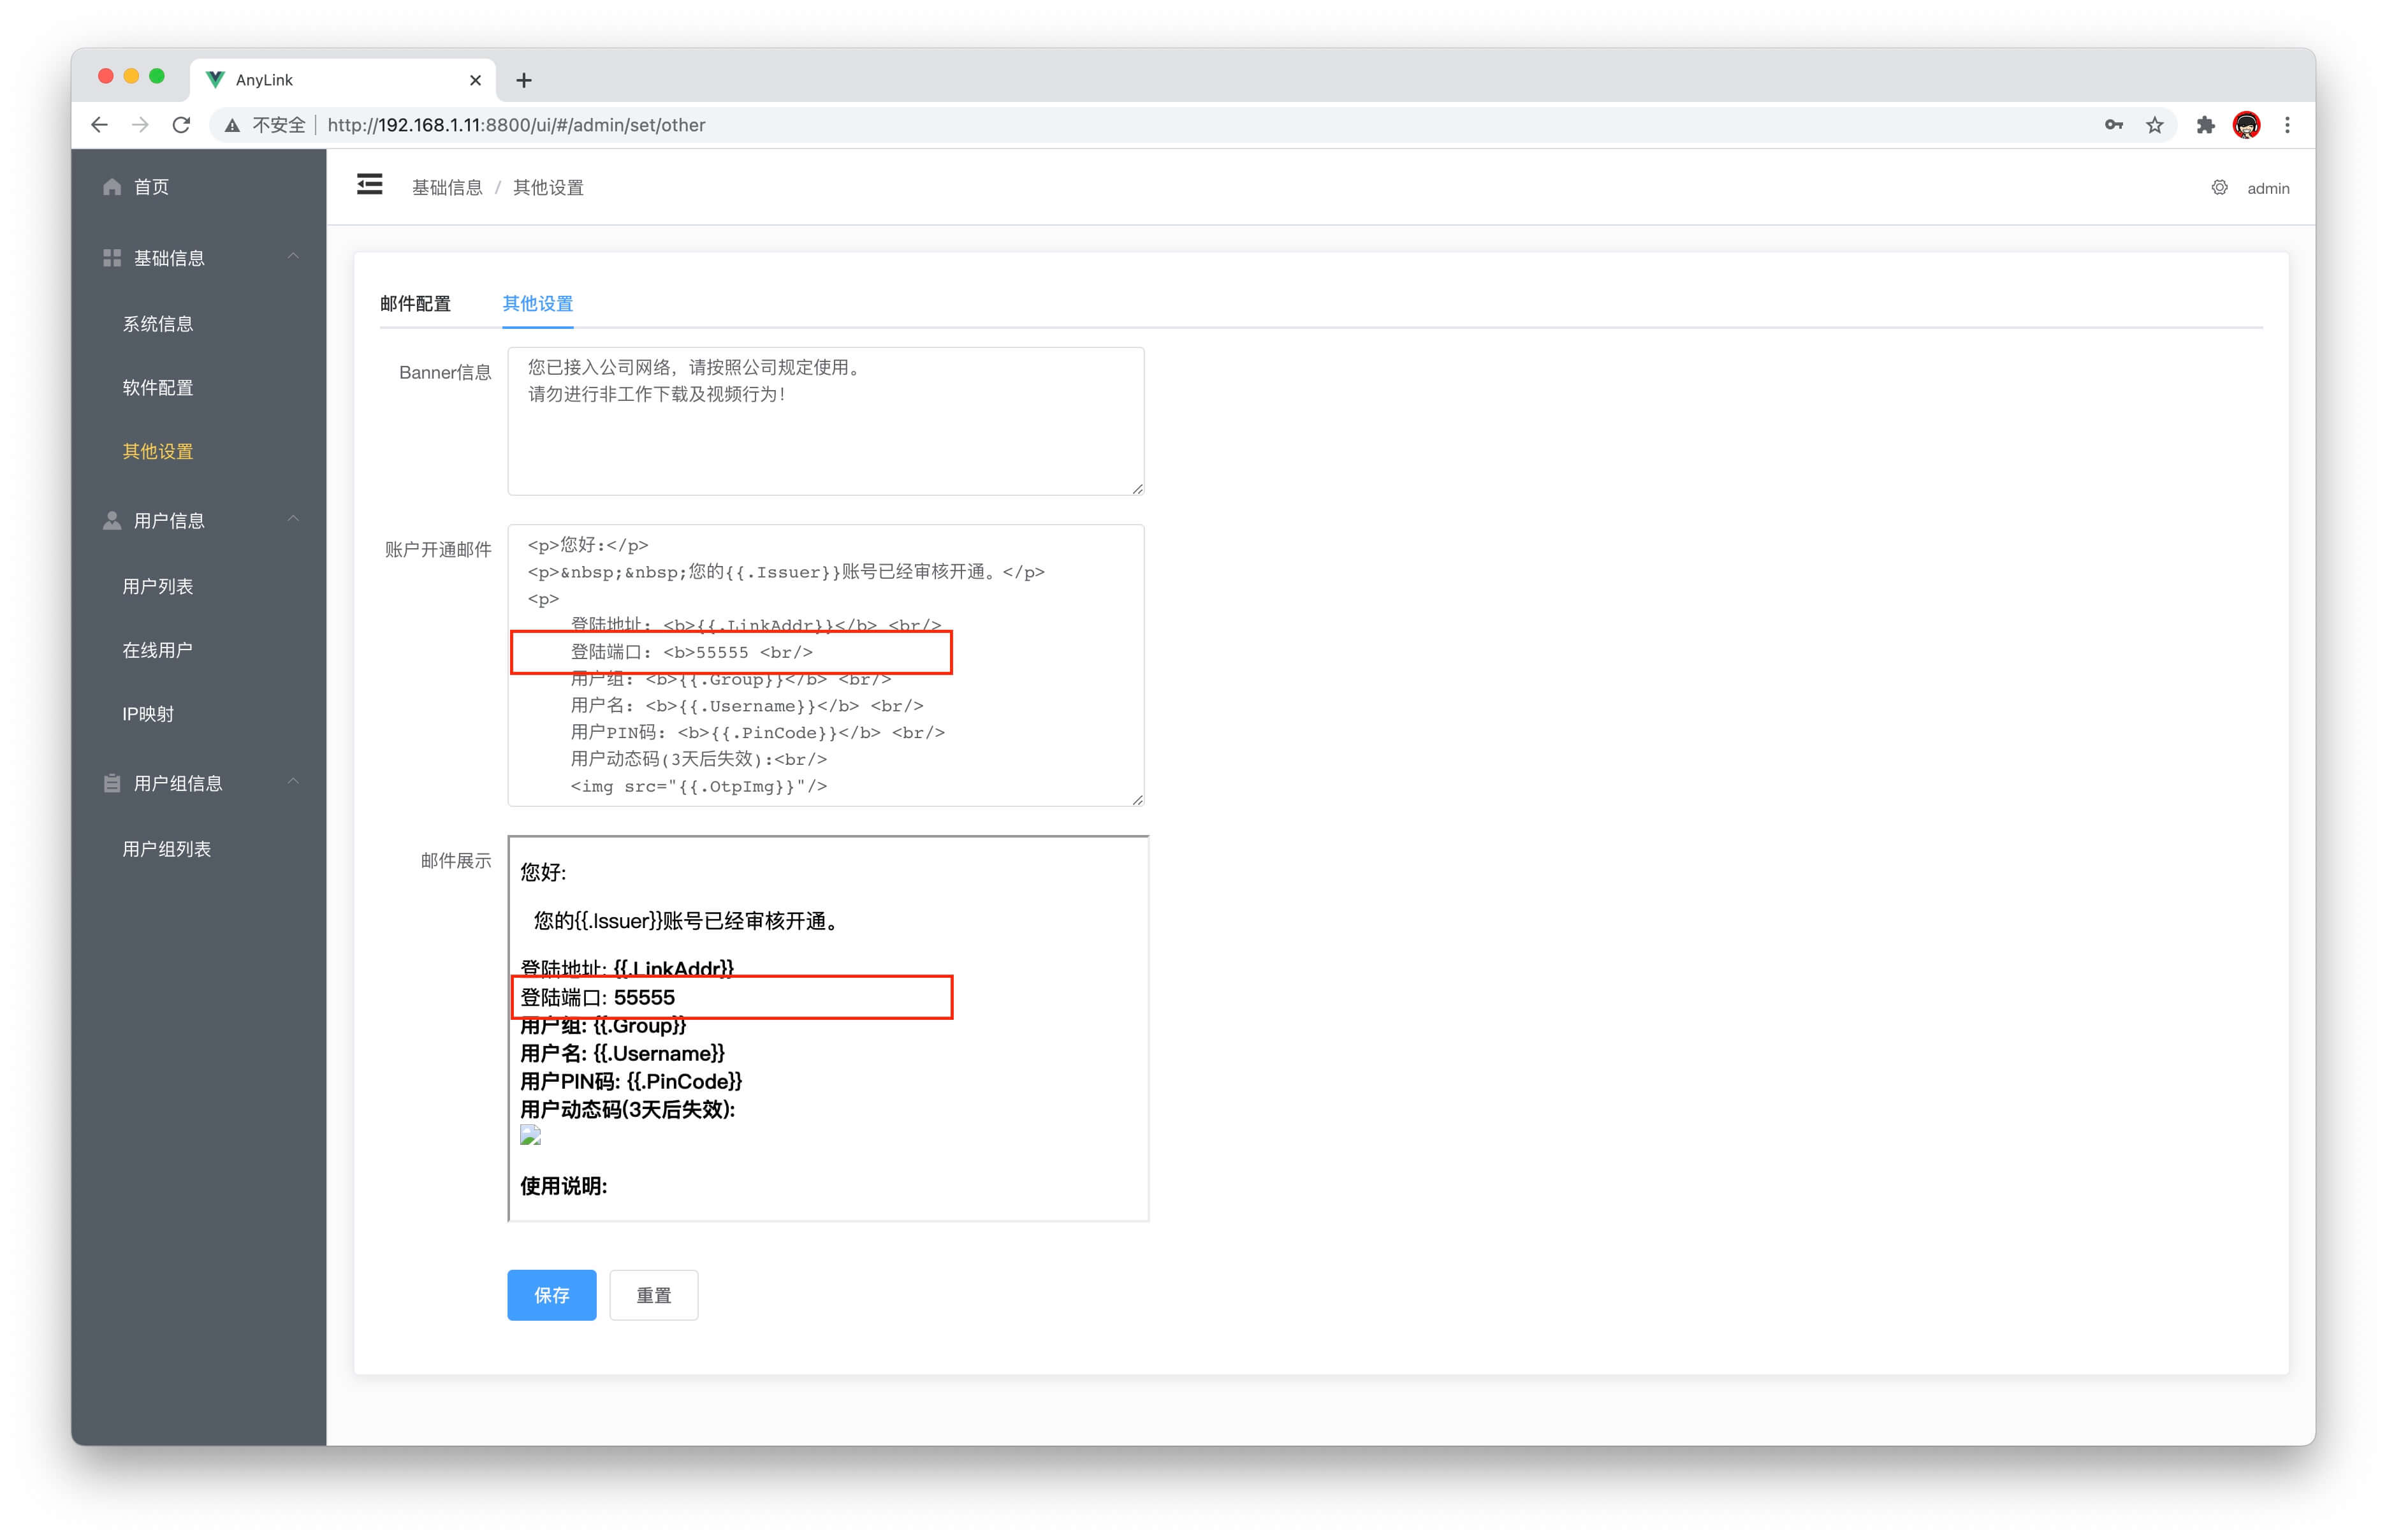 AnyLink
不安全
http://192.168.1.11:8800/ui/#/admin/set/other
首页
基础信息
系统信息
软件配置
其他设置
用户信息
用户列表
在线用户
IP映射
用户组信息
用户组列表
基础信息 / 其他设置
admin
邮件配置
其他设置
Banner信息
您已接入公司网络，请按照公司规定使用。
请勿进行非工作下载及视频行为！
账户开通邮件
<p>您好:</p>
<p>&nbsp;&nbsp;您的{{.Issuer}}账号已经审核开通。</p>
<p>
登陆地址: <b>{{.LinkAddr}}</b> <br/>
登陆端口: <b>55555 <br/>
用户组: <b>{{.Group}}</b> <br/>
用户名: <b>{{.Username}}</b> <br/>
用户PIN码: <b>{{.PinCode}}</b> <br/>
用户动态码(3天后失效):<br/>
<img src="{{.OtpImg}}"/>
邮件展示
您好:
您的{{.Issuer}}账号已经审核开通。
登陆地址: {{.LinkAddr}}
登陆端口: 55555
用户组: {{.Group}}
用户名: {{.Username}}
用户PIN码: {{.PinCode}}
用户动态码(3天后失效):
使用说明:
保存
重置